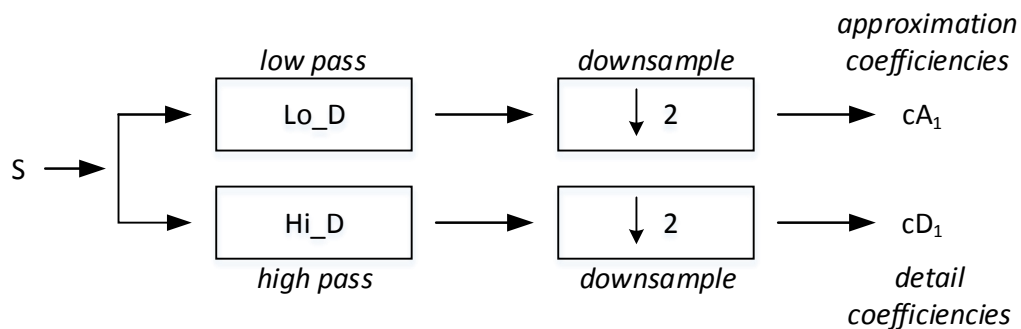 approximation
coefficiencies
low pass
downsample
Lo_D
↓ 2
cA₁
S
Hi_D
↓ 2
cD₁
high pass
downsample
detail
coefficiencies